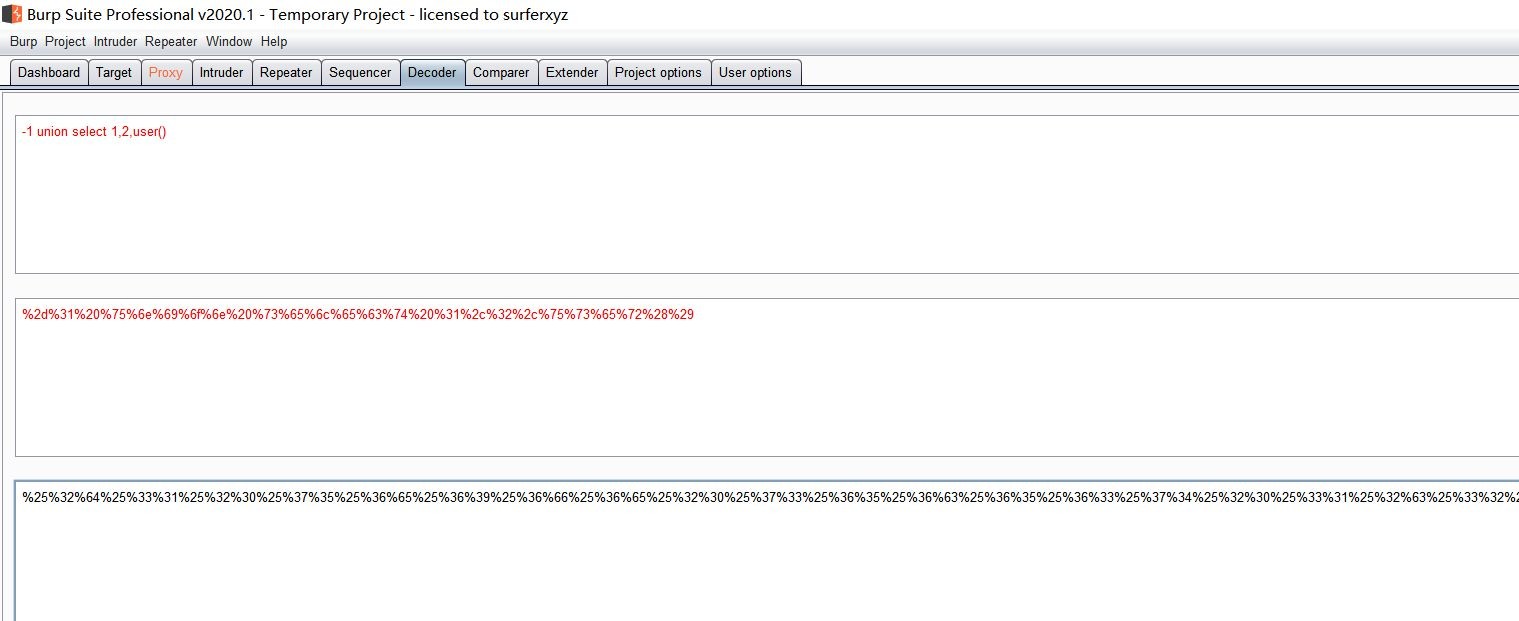 Burp Suite Professional v2020.1 - Temporary Project - licensed to surferxyz
Burp Project Intruder Repeater Window Help
Dashboard Target Proxy Intruder Repeater Sequencer Decoder Comparer Extender Project options User options
-1 union select 1,2,user()
%2d%31%20%75%6e%69%6f%6e%20%73%65%6c%65%63%74%20%31%2c%32%2c%75%73%65%72%28%29
%25%32%64%25%33%31%25%32%30%25%37%35%25%36%65%25%36%39%25%36%66%25%36%65%25%32%30%25%37%33%25%36%35%25%36%63%25%36%35%25%36%33%25%37%34%25%32%30%25%33%31%25%32%63%25%33%32%2